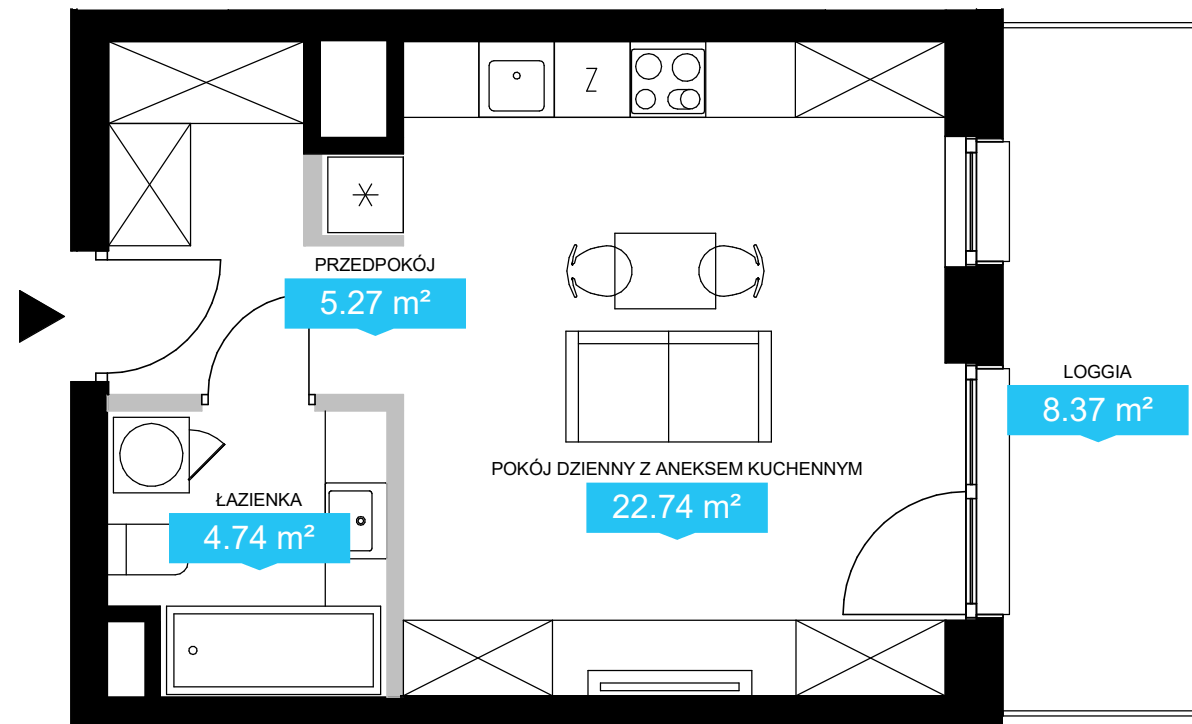 Z
PRZEDPOKÓJ
5.27 m²
LOGGIA
8.37 m²
POKÓJ DZIENNY Z ANEKSEM KUCHENNYM
22.74 m²
ŁAZIENKA
4.74 m²